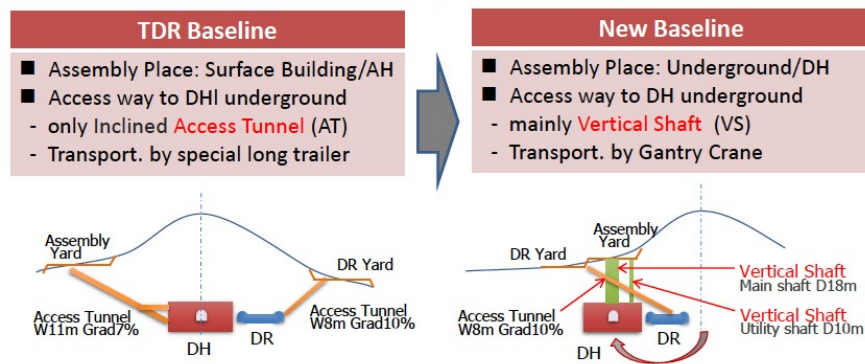 TDR Baseline
■ Assembly Place: Surface Building/AH
■ Access way to DHl underground
- only Inclined Access Tunnel (AT)
- Transport. by special long trailer
New Baseline
■ Assembly Place: Underground/DH
■ Access way to DH underground
- mainly Vertical Shaft (VS)
- Transport. by Gantry Crane
Assembly
Yard
DR Yard
Access Tunnel
W11m Grad7%
Access Tunnel
W8m Grad10%
DH
DR
DR Yard
Assembly
Yard
Vertical Shaft
Main shaft D18m
Access Tunnel
W8m Grad10%
Vertical Shaft
Utility shaft D10m
DH
DR